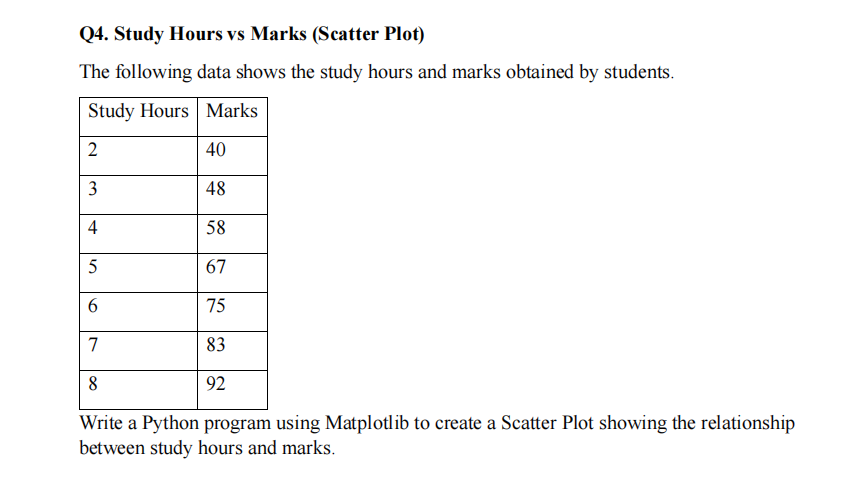 Q4. Study Hours vs Marks (Scatter Plot)
The following data shows the study hours and marks obtained by students.
Study Hours Marks
2 40
3 48
4 58
5 67
6 75
7 83
8 92
Write a Python program using Matplotlib to create a Scatter Plot showing the relationship
between study hours and marks.